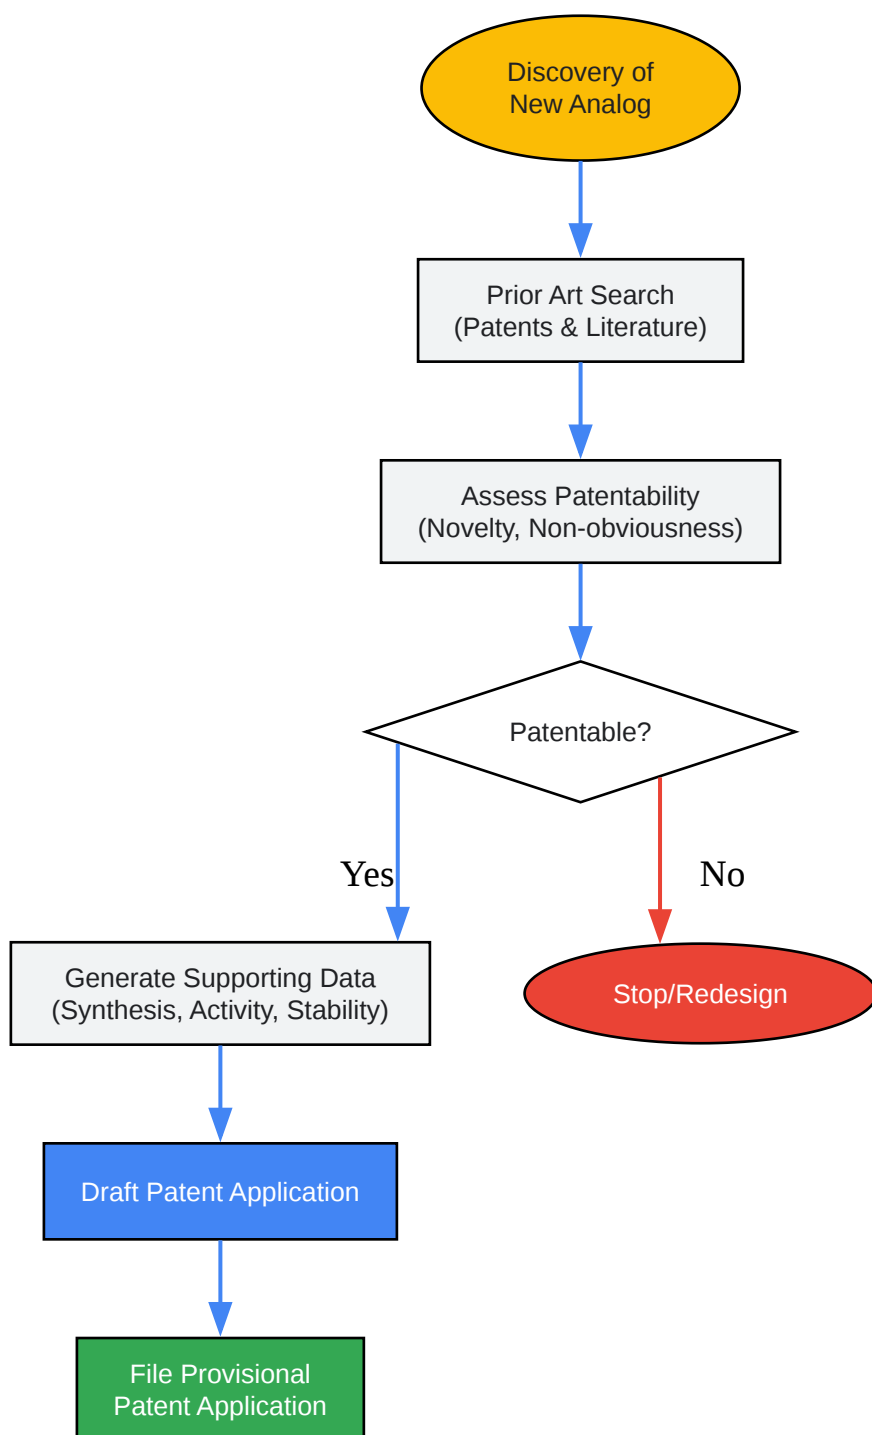 Discovery of
New Analog
Prior Art Search
(Patents & Literature)
Assess Patentability
(Novelty, Non-obviousness)
Patentable?
Yes
No
Generate Supporting Data
(Synthesis, Activity, Stability)
Stop/Redesign
Draft Patent Application
File Provisional
Patent Application